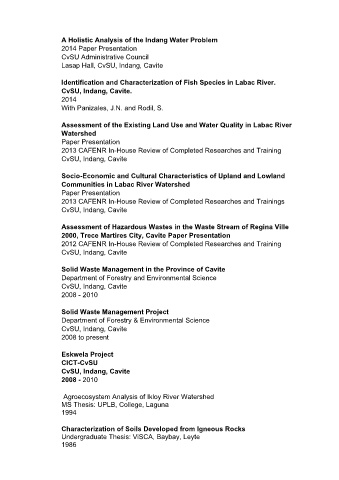 A Holistic Analysis of the Indang Water Problem
2014 Paper Presentation
CvSU Administrative Council
Lasap Hall, CvSU, Indang, Cavite
Identification and Characterization of Fish Species in Labac River.
CvSU, Indang, Cavite.
2014
With Panizales, J.N. and Rodil, S.
Assessment of the Existing Land Use and Water Quality in Labac River
Watershed
Paper Presentation
2013 CAFENR In-House Review of Completed Researches and Training
CvSU, Indang, Cavite
Socio-Economic and Cultural Characteristics of Upland and Lowland
Communities in Labac River Watershed
Paper Presentation
2013 CAFENR In-House Review of Completed Researches and Trainings
CvSU, Indang, Cavite
Assessment of Hazardous Wastes in the Waste Stream of Regina Ville
2000, Trece Martires City, Cavite Paper Presentation
2012 CAFENR In-House Review of Completed Researches and Training
CvSU, Indang, Cavite
Solid Waste Management in the Province of Cavite
Department of Forestry and Environmental Science
CvSU, Indang, Cavite
2008 - 2010
Solid Waste Management Project
Department of Forestry & Environmental Science
CvSU, Indang, Cavite
2008 to present
Eskwela Project
CICT-CvSU
CvSU, Indang, Cavite
2008 - 2010
Agroecosystem Analysis of Ikloy River Watershed
MS Thesis: UPLB, College, Laguna
1994
Characterization of Soils Developed from Igneous Rocks
Undergraduate Thesis: ViSCA, Baybay, Leyte
1986